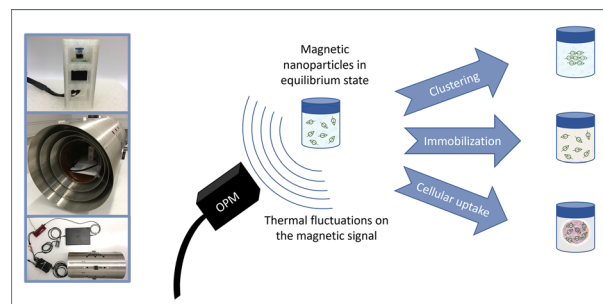 Magnetic
nanoparticles in
equilibrium state
OPM
Thermal fluctuations on
the magnetic signal
Clustering
Immobilization
Cellular uptake